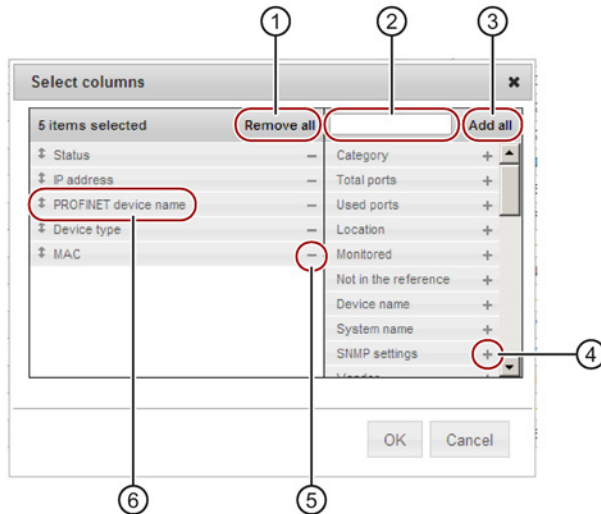 1 2 3
Select columns
5 items selected Remove all Add all
Status Category
IP address Total ports
PROFINET device name Used ports
Device type Location
MAC Monitored
Not in the reference
Device name
System name
SNMP settings
4
OK Cancel
6 5